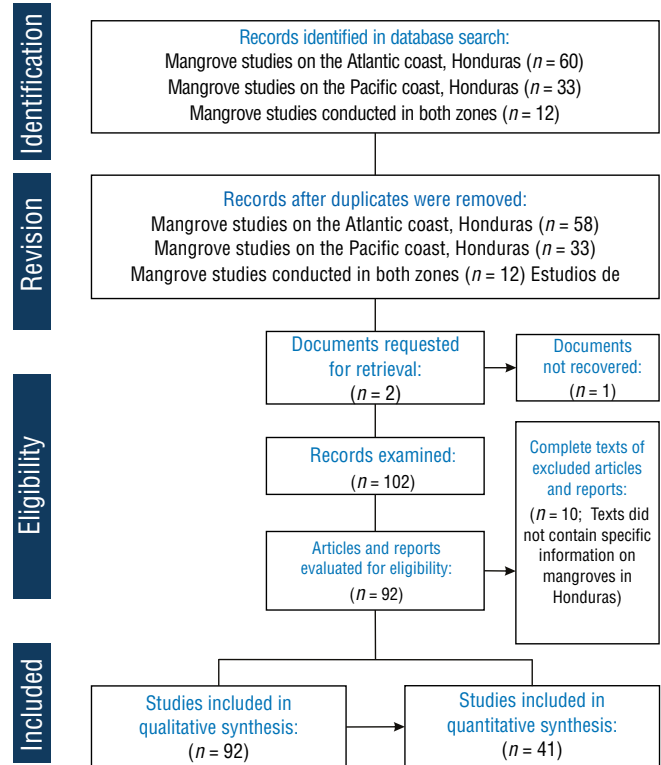 Identification
Records identified in database search:
Mangrove studies on the Atlantic coast, Honduras (n = 60)
Mangrove studies on the Pacific coast, Honduras (n = 33)
Mangrove studies conducted in both zones (n = 12)
Revision
Records after duplicates were removed:
Mangrove studies on the Atlantic coast, Honduras (n = 58)
Mangrove studies on the Pacific coast, Honduras (n = 33)
Mangrove studies conducted in both zones (n = 12) Estudios de
Eligibility
Documents requested
for retrieval:
(n = 2)
Documents
not recovered:
(n = 1)
Records examined:
(n = 102)
Complete texts of
excluded articles
and reports:
(n = 10; Texts did
not contain specific
information on
mangroves in
Honduras)
Articles and reports
evaluated for eligibility:
(n = 92)
Included
Studies included in
qualitative synthesis:
(n = 92)
Studies included in
quantitative synthesis:
(n = 41)